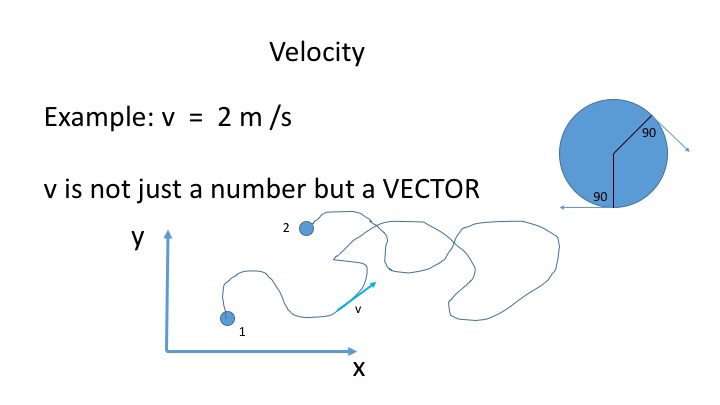 Velocity
Example: v = 2 m /s
90
90
v is not just a number but a VECTOR
y
2
v
1
x